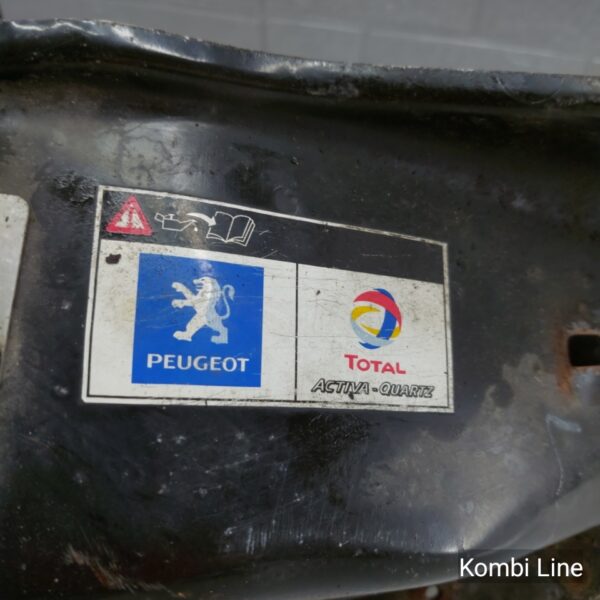 PEUGEOT
TOTAL
ACTIVA - QUARTZ
Kombi Line